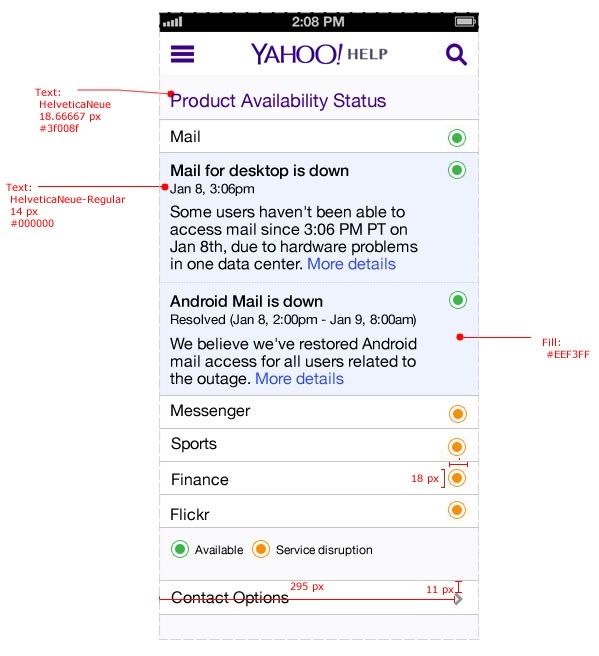 2:08 PM
YAHOO! HELP
Text:
HelveticaNeue
18.66667 px
#3f008f
Product Availability Status
Mail
Text:
HelveticaNeue-Regular
14 px
#000000
Mail for desktop is down
Jan 8, 3:06pm
Some users haven't been able to
access mail since 3:06 PM PT on
Jan 8th, due to hardware problems
in one data center. More details
Android Mail is down
Resolved (Jan 8, 2:00pm - Jan 9, 8:00am)
We believe we've restored Android
mail access for all users related to
the outage. More details
Fill:
#EEF3FF
Messenger
Sports
Finance
18 px
Flickr
Available
Service disruption
295 px
11 px
Contact Options